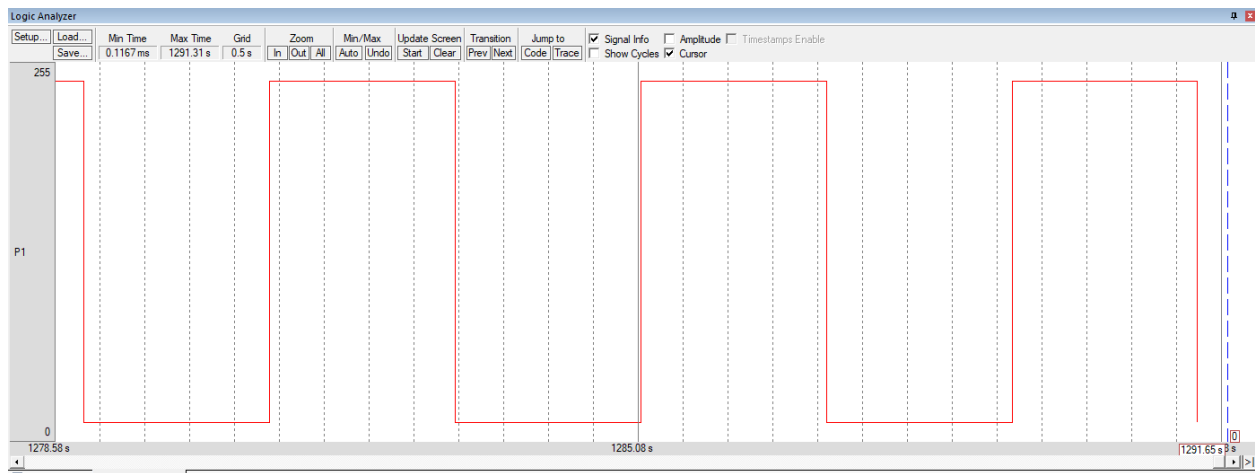 Logic Analyzer
Setup... Load... Min Time Max Time Grid Zoom Min/Max Update Screen Transition Jump to Signal Info Amplitude Timestamps Enable
Save... 0.1167 ms 1291.31 s 0.5 s In Out All Auto Undo Start Clear Prev Next Code Trace Show Cycles Cursor
255
P1
0
0
1278.58 s 1285.08 s 1291.65 s 8 s